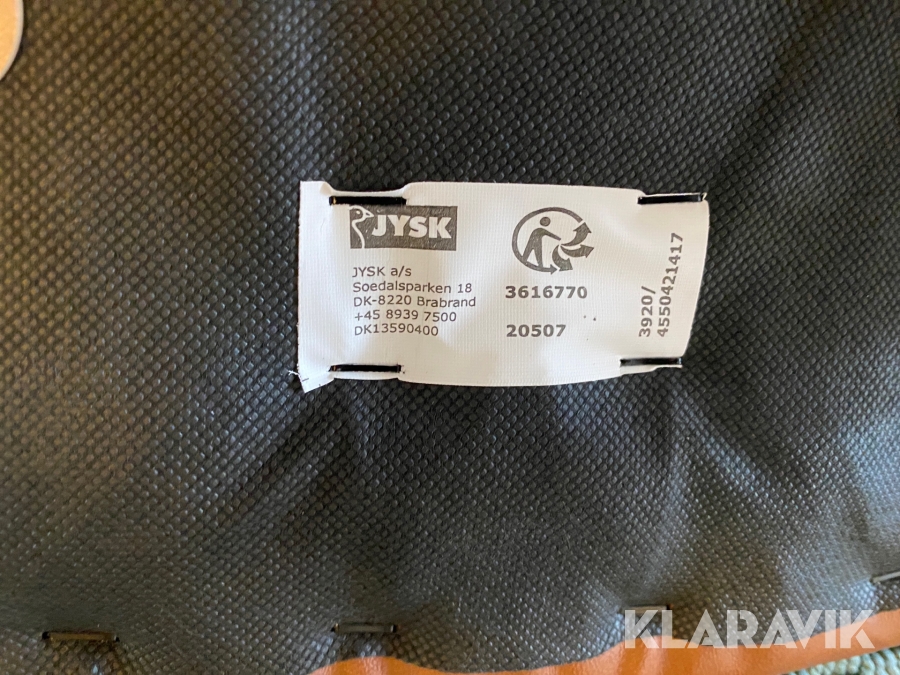 JYSK
JYSK a/s
Soedalsparken 18
DK-8220 Brabrand
+45 8939 7500
DK13590400
3616770
20507
3920/
4550421417
KLARAVIK